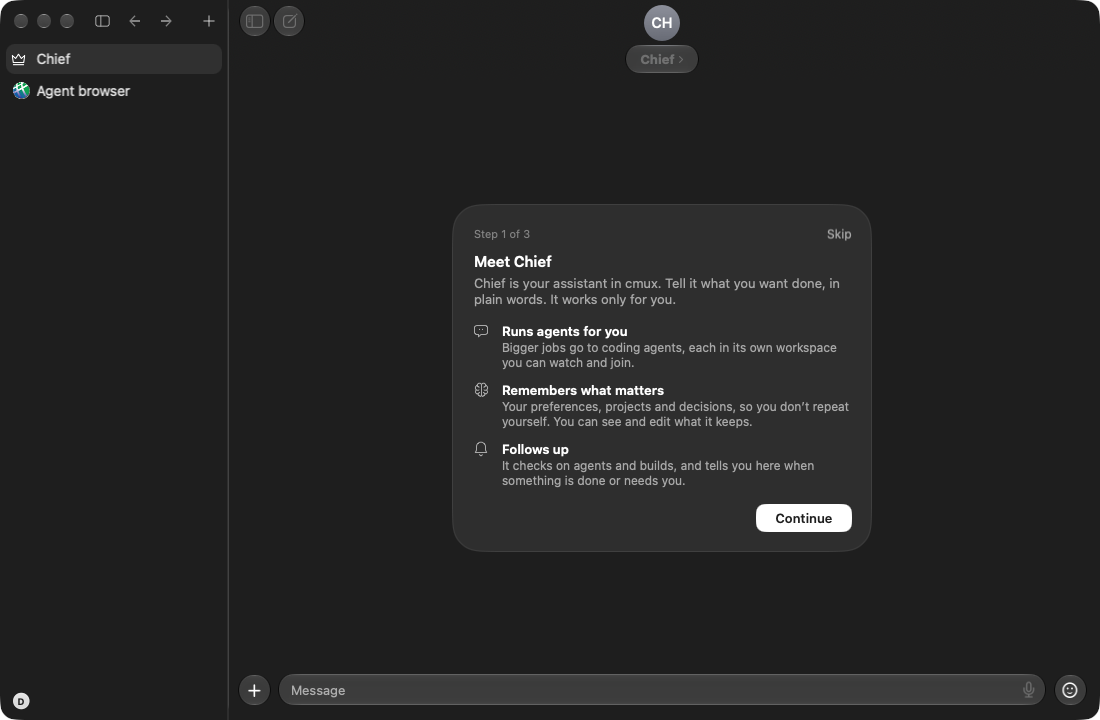 CH
Chief
Chief
Agent browser
Step 1 of 3
Skip
Meet Chief
Chief is your assistant in cmux. Tell it what you want done, in
plain words. It works only for you.
Runs agents for you
Bigger jobs go to coding agents, each in its own workspace
you can watch and join.
Remembers what matters
Your preferences, projects and decisions, so you don’t repeat
yourself. You can see and edit what it keeps.
Follows up
It checks on agents and builds, and tells you here when
something is done or needs you.
Continue
Message
D